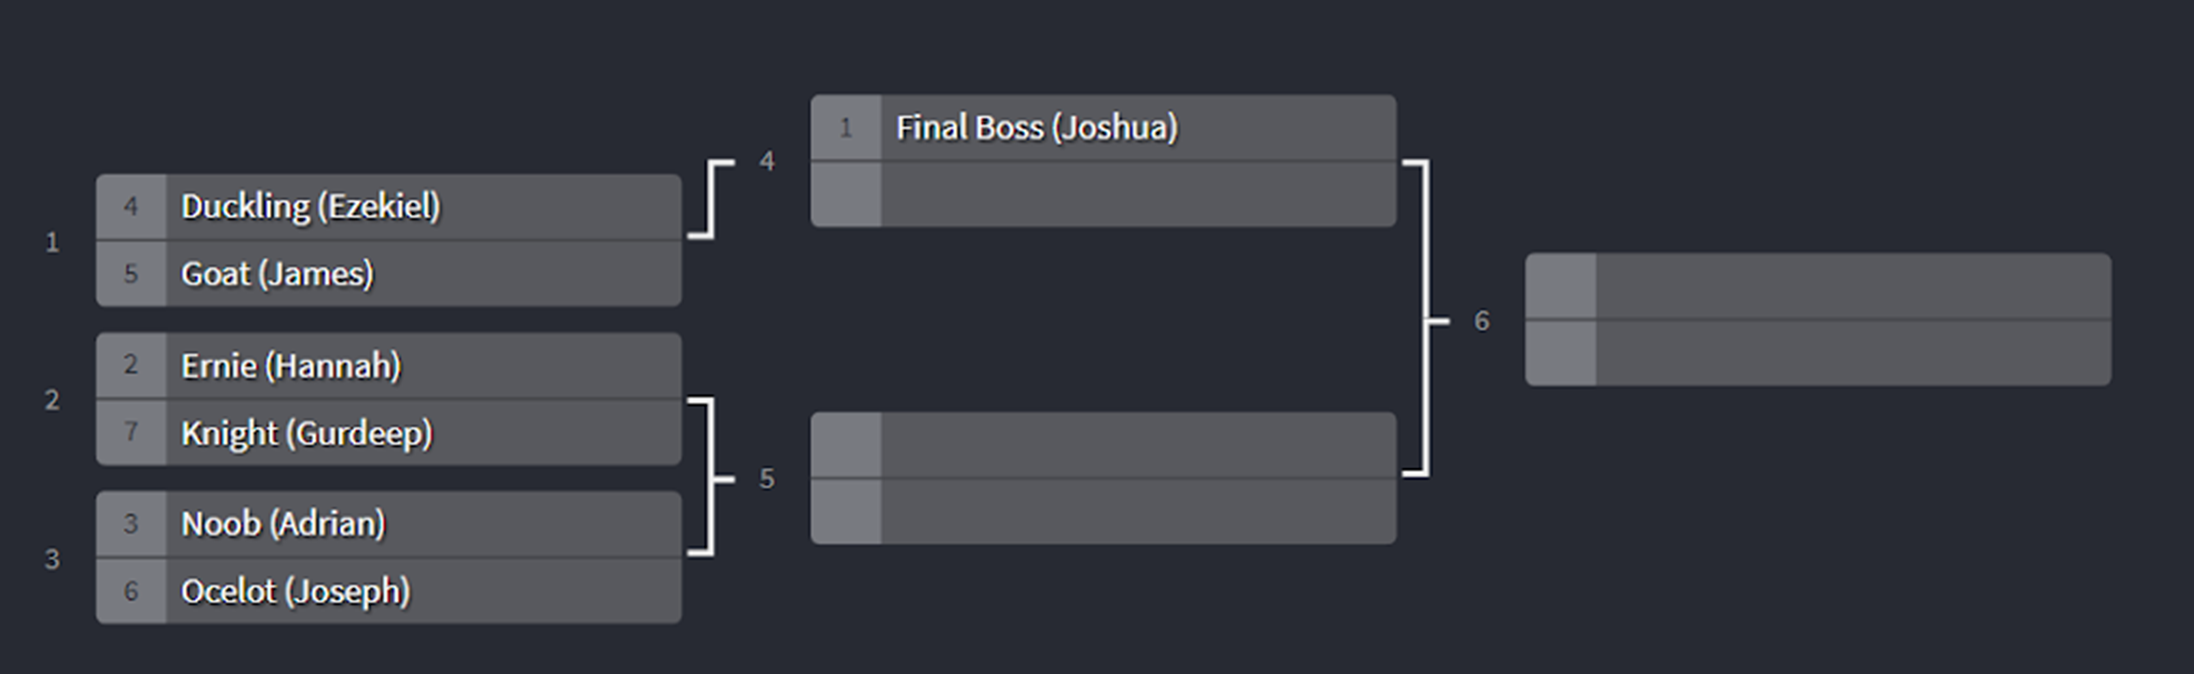 1
4 Duckling (Ezekiel)
5 Goat (James)
2
2 Ernie (Hannah)
7 Knight (Gurdeep)
3
3 Noob (Adrian)
6 Ocelot (Joseph)
4
1 Final Boss (Joshua)
5
6